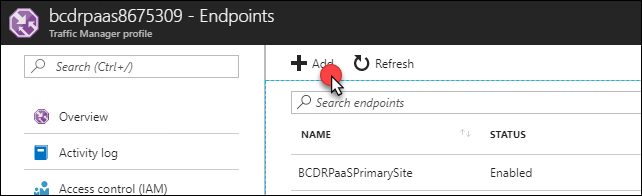 bcdrpaas8675309 - Endpoints
Traffic Manager profile
Search (Ctrl+/)
Overview
Activity log
Access control (IAM)
Add
Refresh
Search endpoints
NAME STATUS
BCDRPaaSPrimarySite Enabled